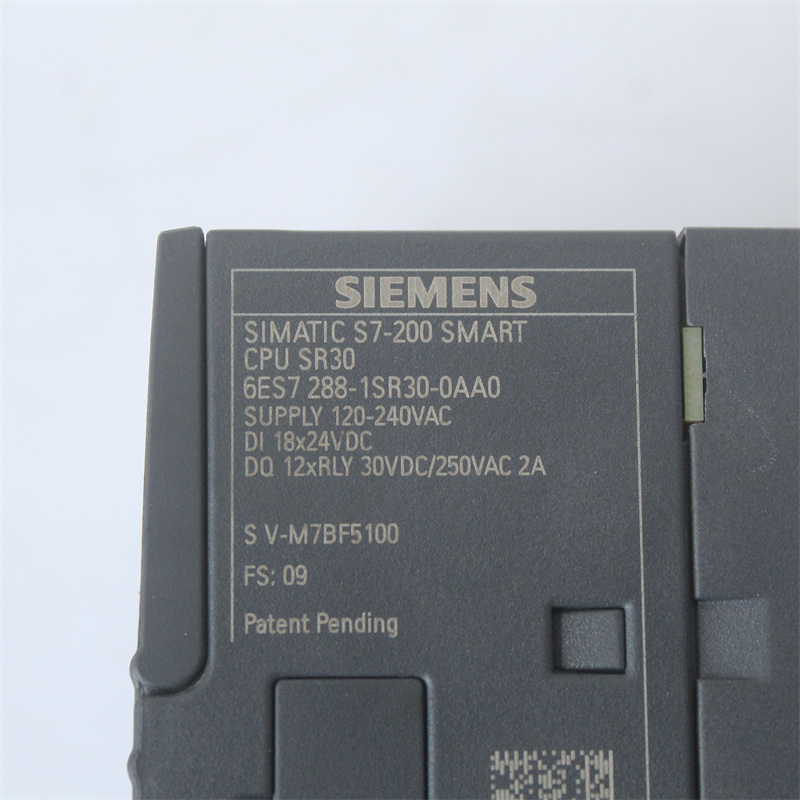 SIEMENS
SIMATIC S7-200 SMART
CPU SR30
6ES7 288-1SR30-0AA0
SUPPLY 120-240VAC
DI 18x24VDC
DQ 12xRLY 30VDC/250VAC 2A
S V-M7BF5100
FS: 09
Patent Pending